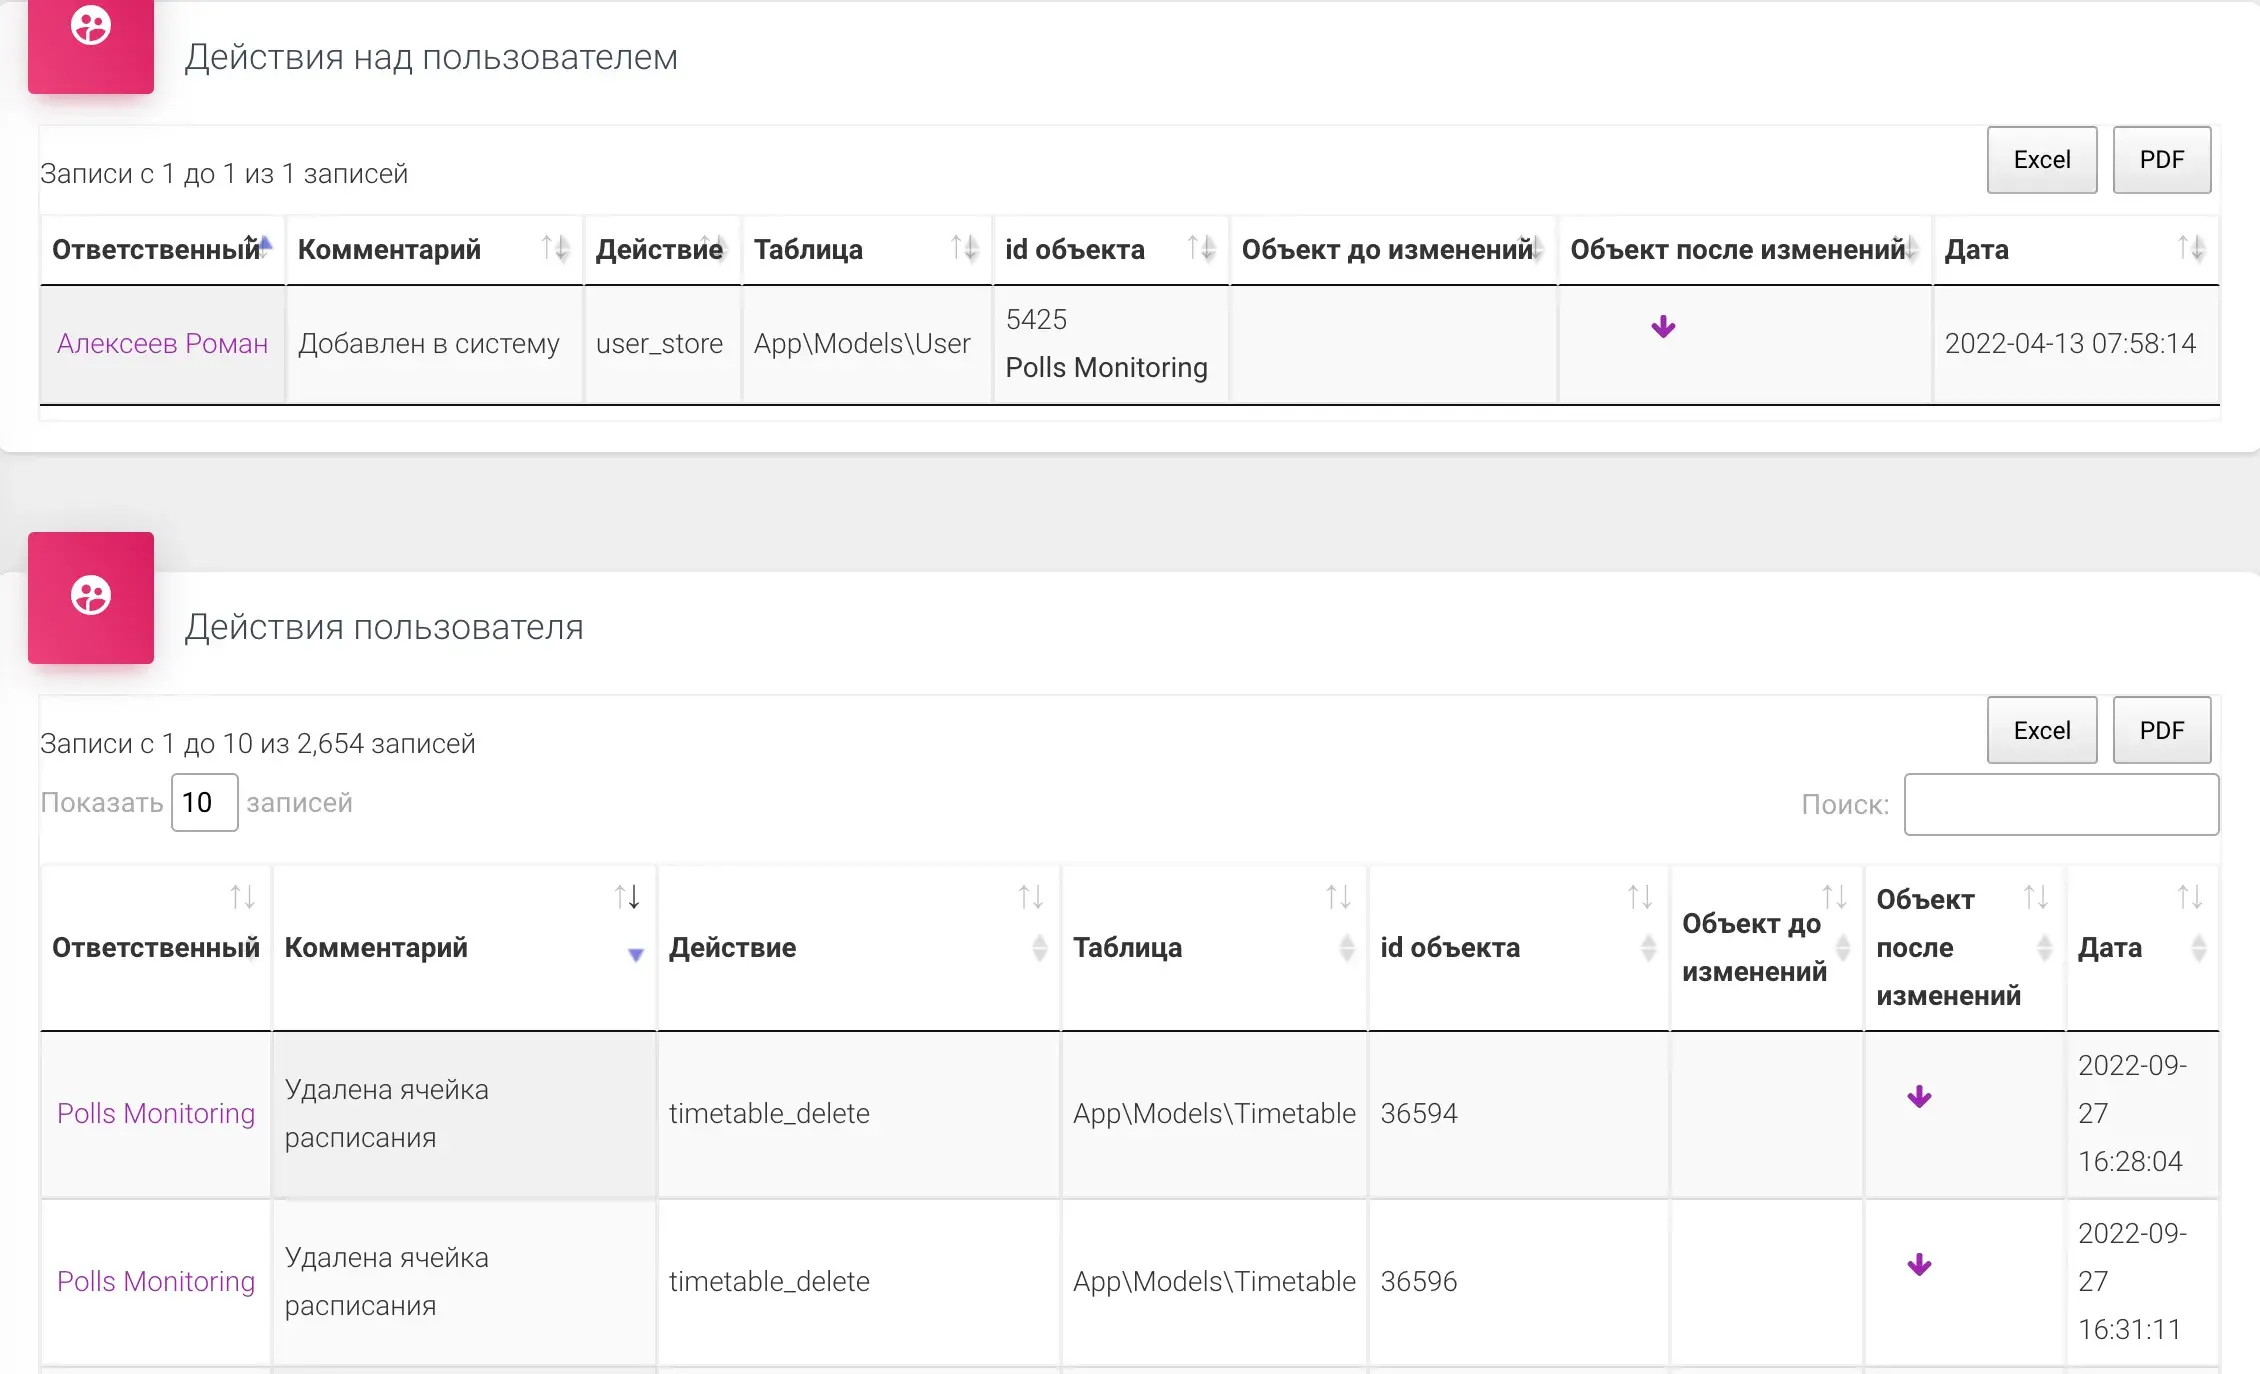 Действия над пользователем
Записи с 1 до 1 из 1 записей
Excel
PDF
Ответственный
Комментарий
Действие
Таблица
id объекта
Объект до изменений
Объект после изменений
Дата
Алексеев Роман
Добавлен в систему
user_store
App\Models\User
5425
Polls Monitoring
2022-04-13 07:58:14
Действия пользователя
Записи с 1 до 10 из 2,654 записей
Excel
PDF
Показать 10 записей
Поиск:
Ответственный
Комментарий
Действие
Таблица
id объекта
Объект до
изменений
Объект
после
изменений
Дата
Polls Monitoring
Удалена ячейка
расписания
timetable_delete
App\Models\Timetable
36594
2022-09-
27
16:28:04
Polls Monitoring
Удалена ячейка
расписания
timetable_delete
App\Models\Timetable
36596
2022-09-
27
16:31:11